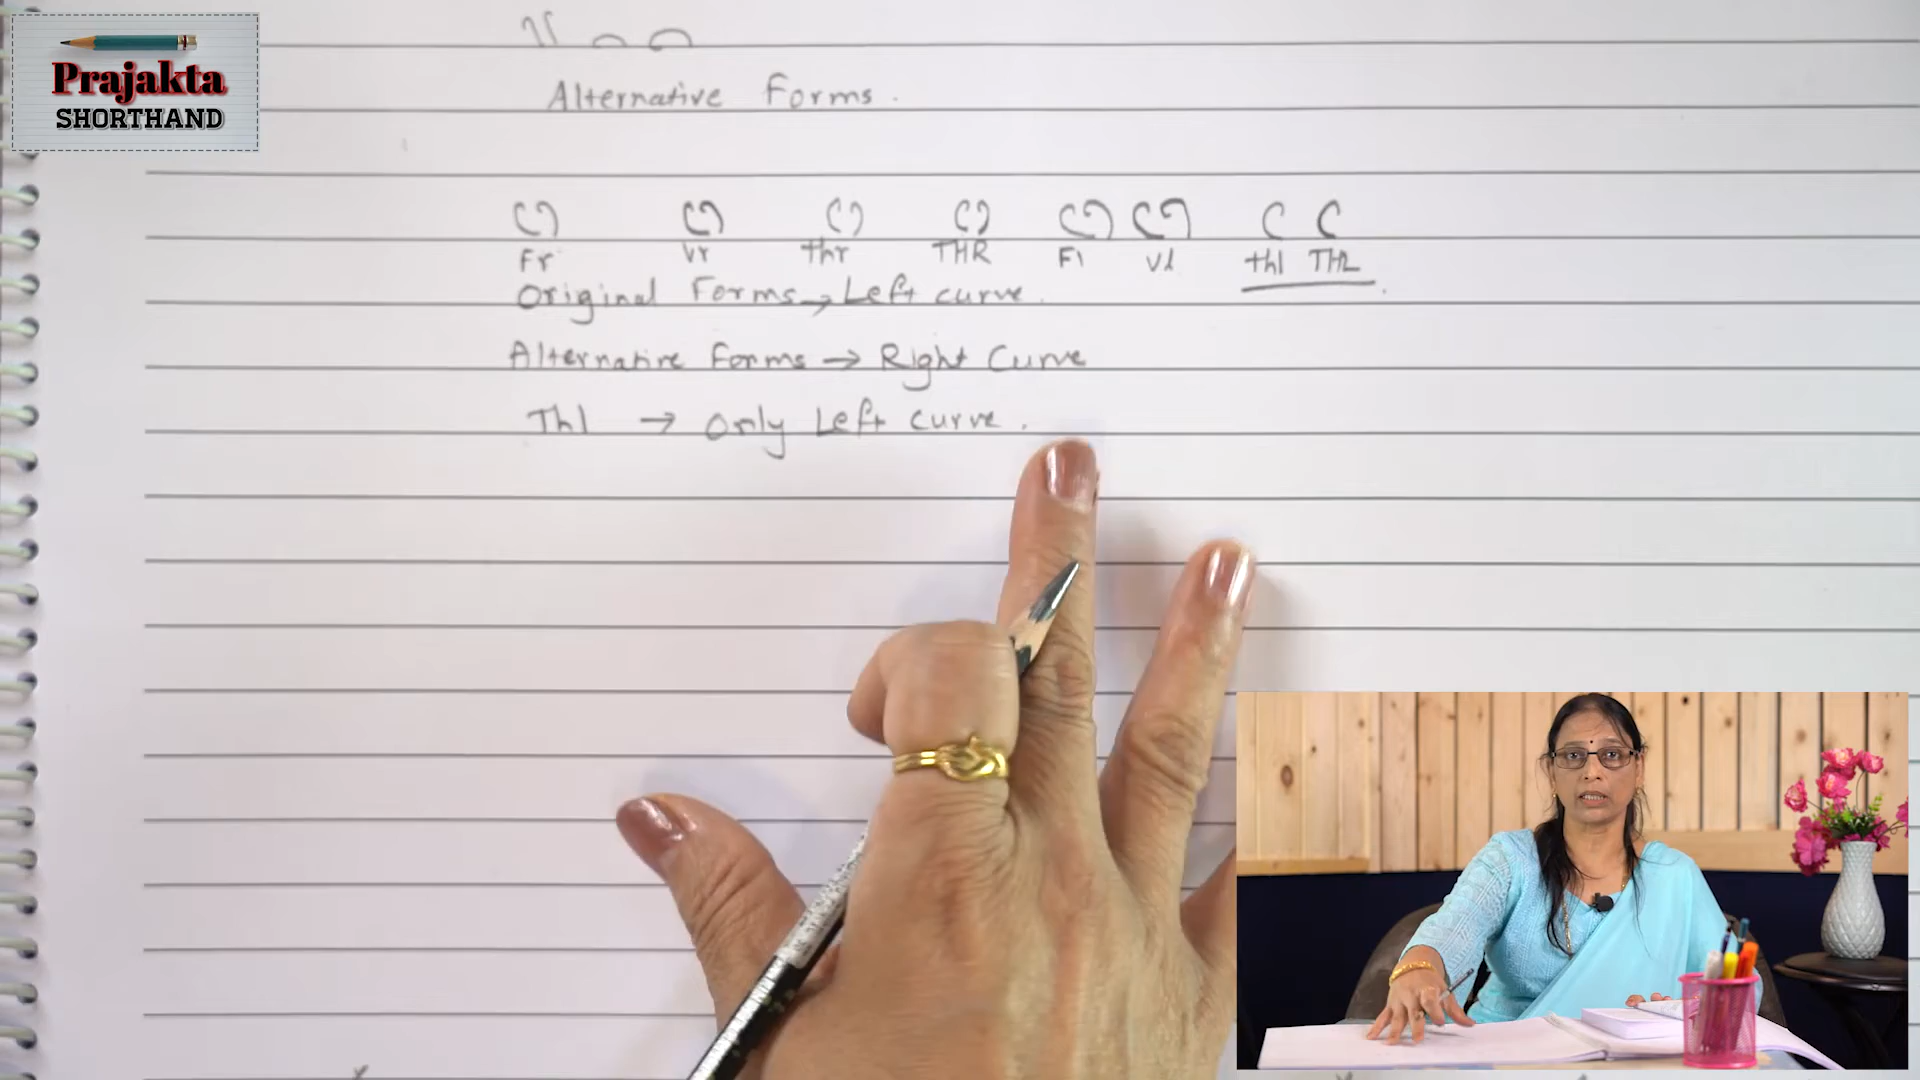 Prajakta
SHORTHAND
Alternative Forms.
Fr Vr thr THR Fl Vl thl THL
Original Forms → Left curve.
Alternative Forms → Right Curve
Thl → Only Left curve.